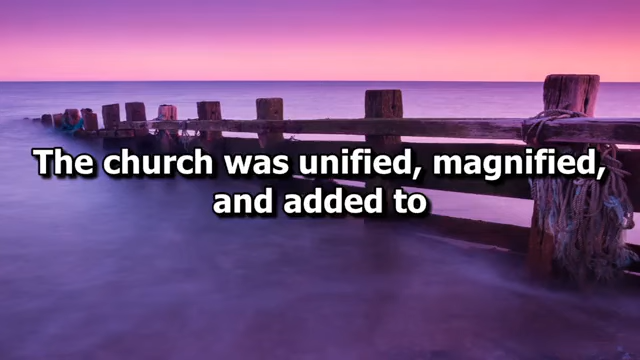 The church was unified, magnified,
and added to